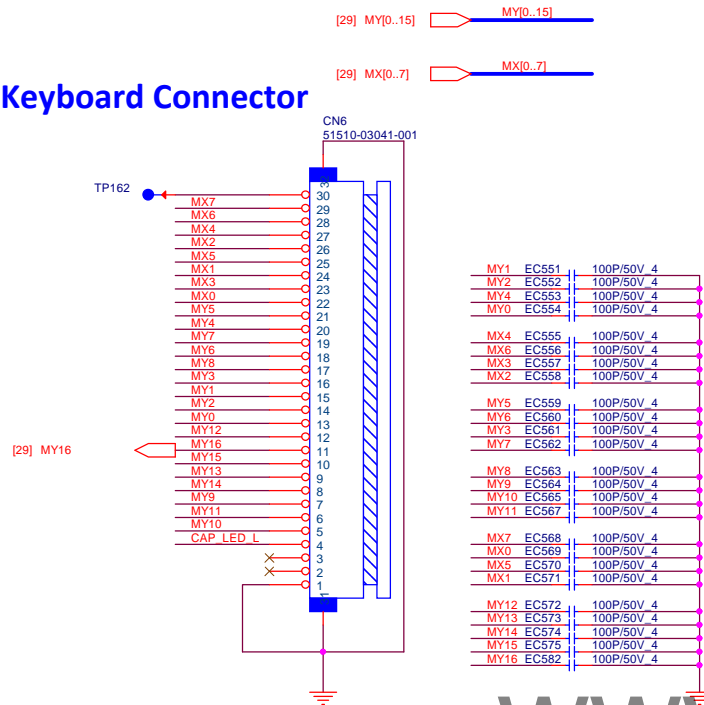 [29] MY[0..15] MY[0..15]
[29] MX[0..7] MX[0..7]
Keyboard Connector
CN6
51510-03041-001
32
TP162
30
MX7 29
MX6 28
MX4 27
MX2 26
MX5 25
MX1 24
MX3 23
MX0 22
MY5 21
MY4 20
MY7 19
MY6 18
MY8 17
MY3 16
MY1 15
MY2 14
MY0 13
MY12 12
[29] MY16 MY16 11
MY15 10
MY13 9
MY14 8
MY9 7
MY11 6
MY10 5
CAP_LED_L 4
3
2
1
31
MY1 EC551 100P/50V_4
MY2 EC552 100P/50V_4
MY4 EC553 100P/50V_4
MY0 EC554 100P/50V_4
MX4 EC555 100P/50V_4
MX6 EC556 100P/50V_4
MX3 EC557 100P/50V_4
MX2 EC558 100P/50V_4
MY5 EC559 100P/50V_4
MY6 EC560 100P/50V_4
MY3 EC561 100P/50V_4
MY7 EC562 100P/50V_4
MY8 EC563 100P/50V_4
MY9 EC564 100P/50V_4
MY10 EC565 100P/50V_4
MY11 EC567 100P/50V_4
MX7 EC568 100P/50V_4
MX0 EC569 100P/50V_4
MX5 EC570 100P/50V_4
MX1 EC571 100P/50V_4
MY12 EC572 100P/50V_4
MY13 EC573 100P/50V_4
MY14 EC574 100P/50V_4
MY15 EC575 100P/50V_4
MY16 EC582 100P/50V_4